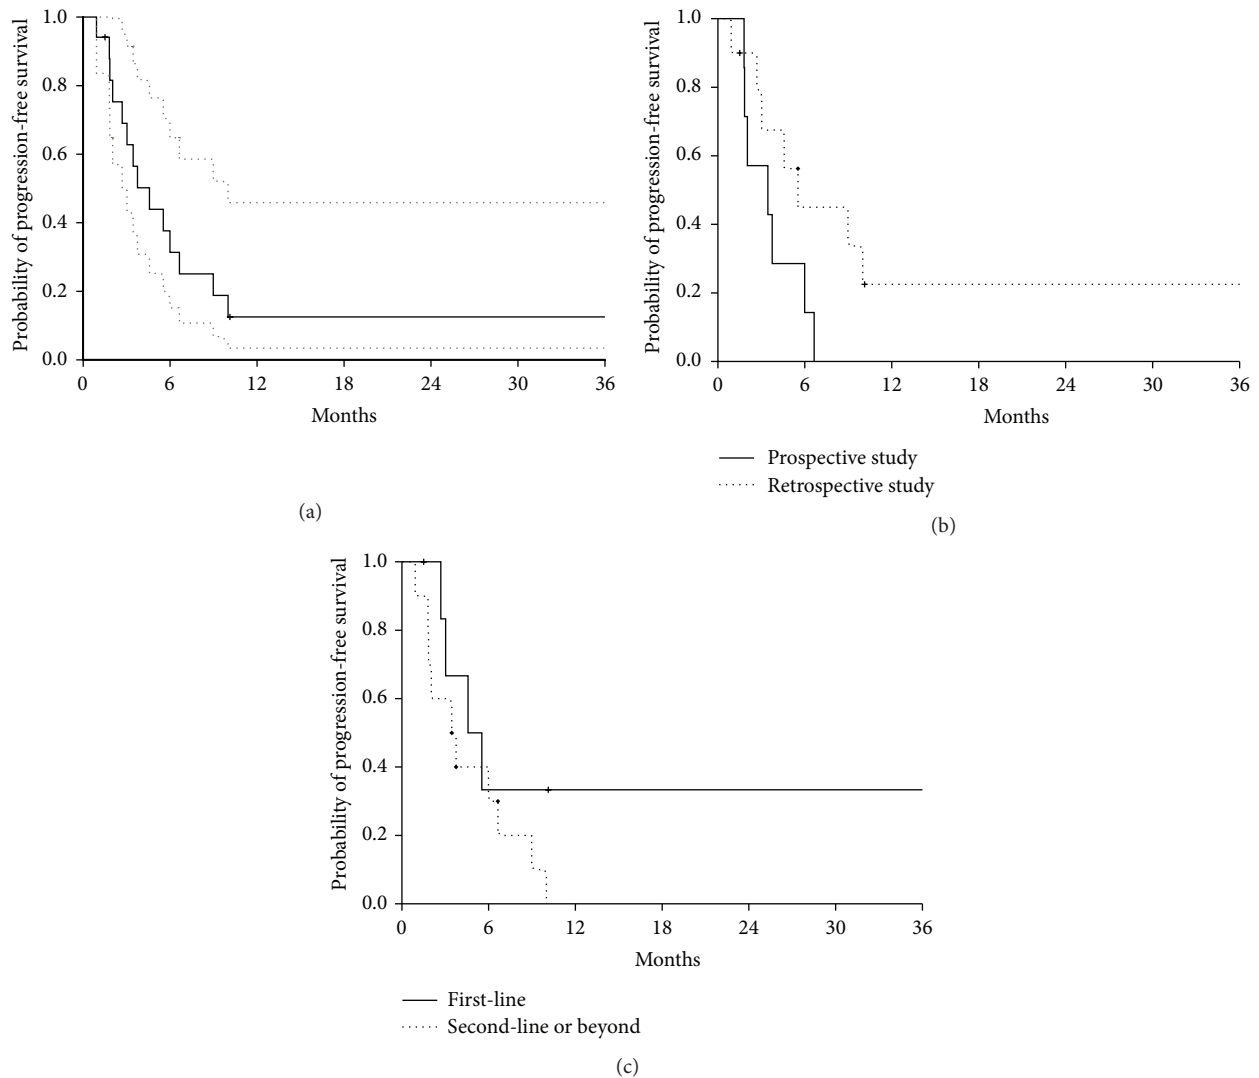 Probability of progression-free survival
1.0
0.8
0.6
0.4
0.2
0.0
0 6 12 18 24 30 36
Months
(a)
Probability of progression-free survival
1.0
0.8
0.6
0.4
0.2
0.0
0 6 12 18 24 30 36
Months
Prospective study
Retrospective study
(b)
Probability of progression-free survival
1.0
0.8
0.6
0.4
0.2
0.0
0 6 12 18 24 30 36
Months
First-line
Second-line or beyond
(c)